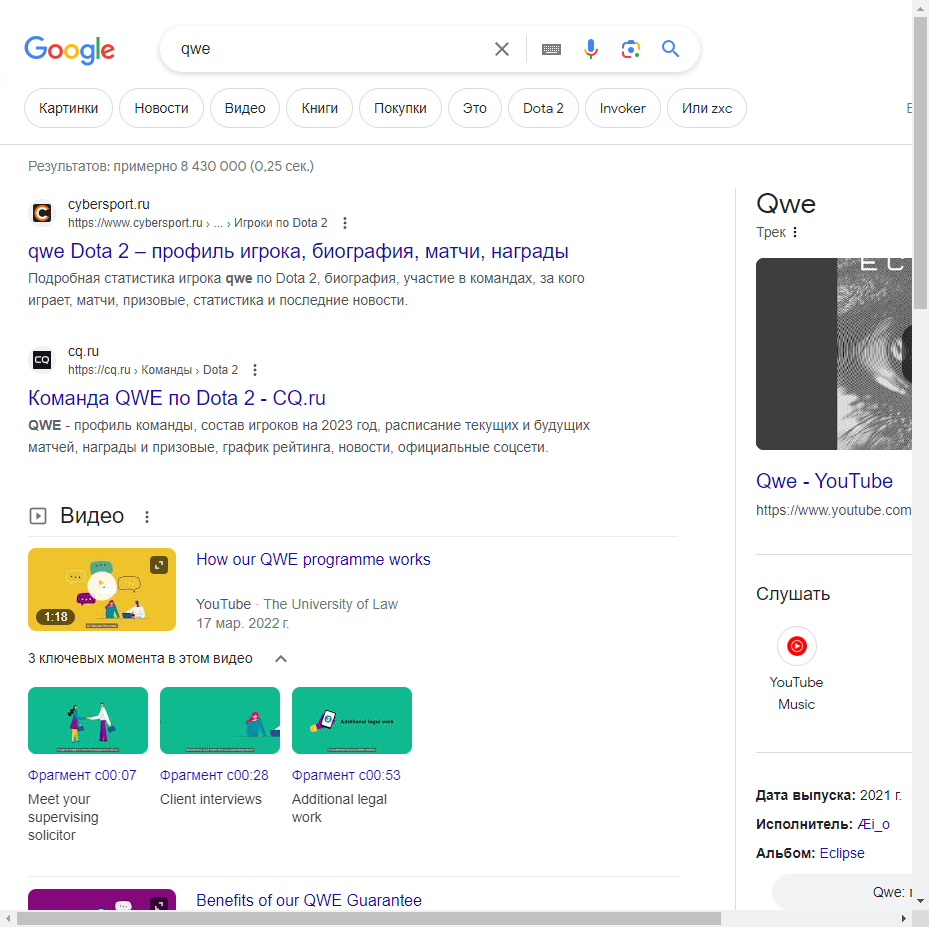 Google
qwe
Картинки
Новости
Видео
Книги
Покупки
Это
Dota 2
Invoker
Или zxc
Результатов: примерно 8 430 000 (0,25 сек.)
cybersport.ru
https://www.cybersport.ru › ... › Игроки по Dota 2
qwe Dota 2 – профиль игрока, биография, матчи, награды
Подробная статистика игрока qwe по Dota 2, биография, участие в командах, за кого
играет, матчи, призовые, статистика и последние новости.
CQ
cq.ru
https://cq.ru › Команды › Dota 2
Команда QWE по Dota 2 - CQ.ru
QWE - профиль команды, состав игроков на 2023 год, расписание текущих и будущих
матчей, награды и призовые, график рейтинга, новости, официальные соцсети.
Видео
1:18
How our QWE programme works
YouTube · The University of Law
17 мар. 2022 г.
3 ключевых момента в этом видео
Additional legal work
Фрагмент с00:07
Фрагмент с00:28
Фрагмент с00:53
Meet your
supervising
solicitor
Client interviews
Additional legal
work
Benefits of our QWE Guarantee
Qwe
Трек
Qwe - YouTube
https://www.youtube.com
Слушать
YouTube
Music
Дата выпуска: 2021 г.
Исполнитель: Æi_o
Альбом: Eclipse
Qwe: